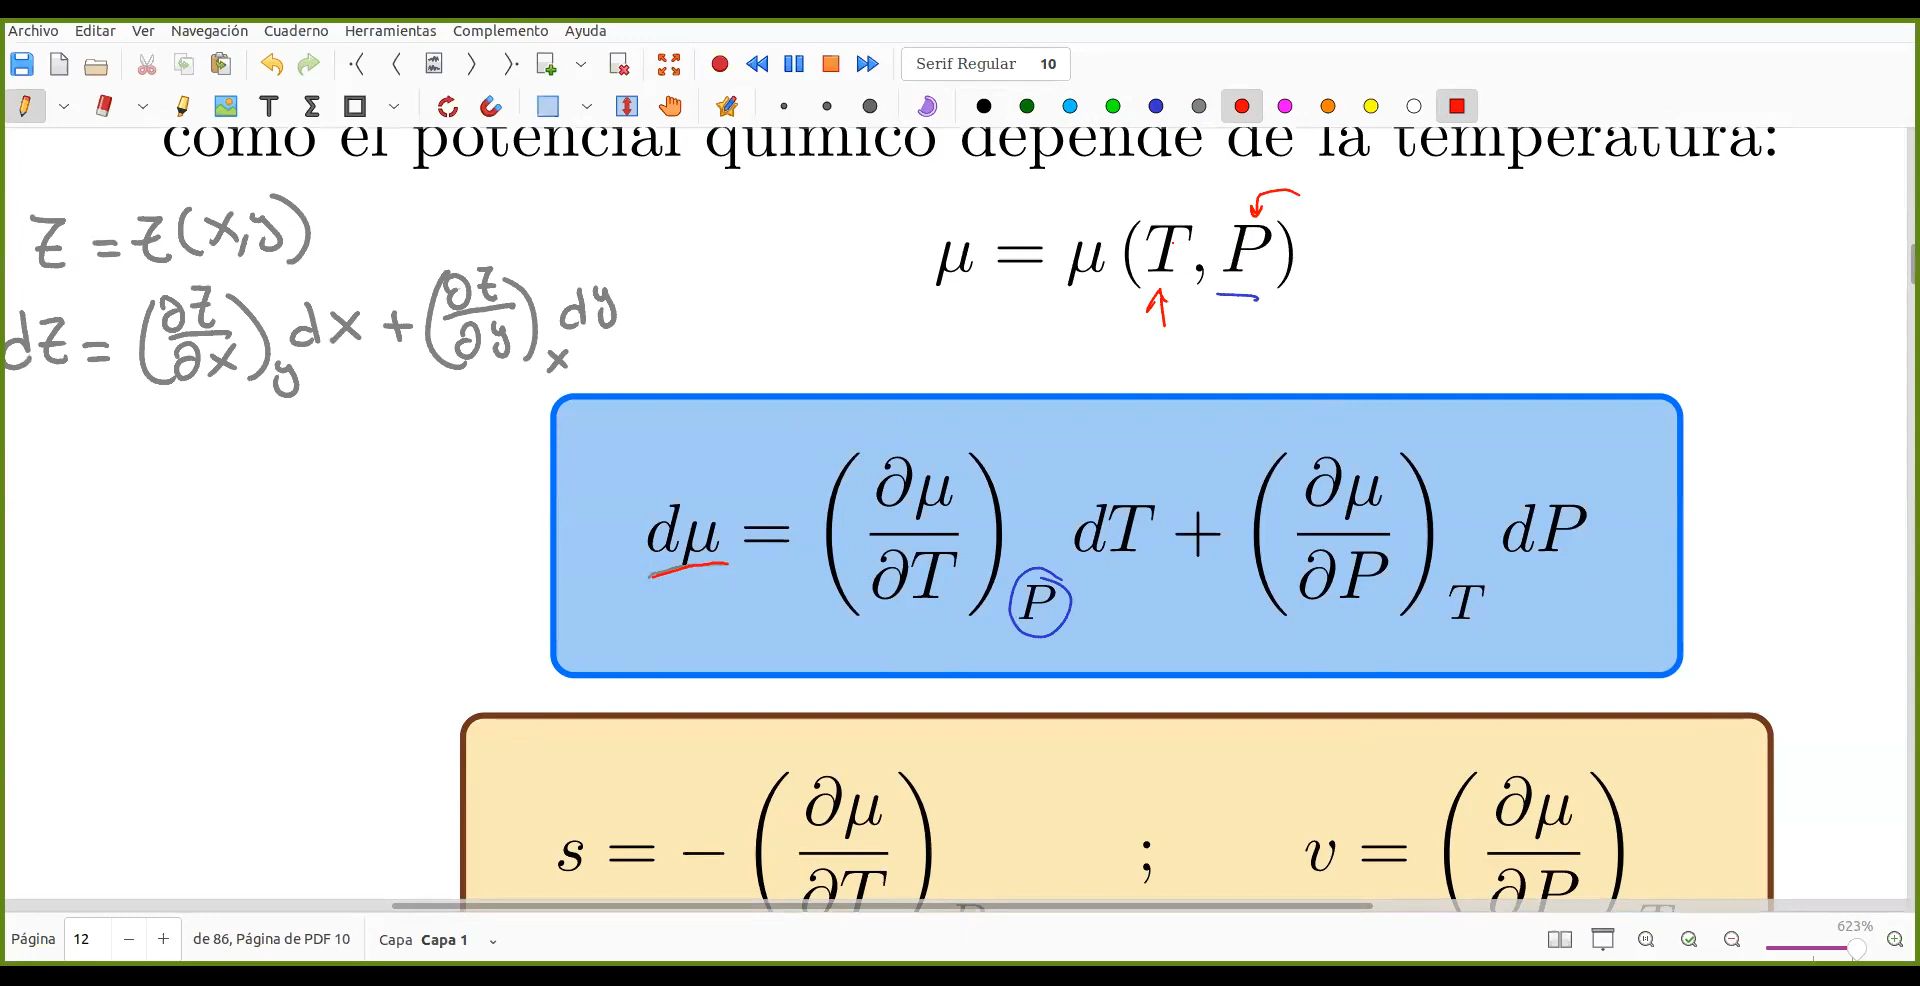 Archivo Editar Ver Navegación Cuaderno Herramientas Complemento Ayuda
Serif Regular 10
como el potencial químico depende de la temperatura:
z = z(x,y)
μ = μ (T, P)
dz = (∂z/∂x)_y dx + (∂z/∂y)_x dy
dμ = (∂μ/∂T)_P dT + (∂μ/∂P)_T dP
s = − (∂μ/∂T)_P ; v = (∂μ/∂P)_T
623%
Página 12 de 86, Página de PDF 10 Capa Capa 1